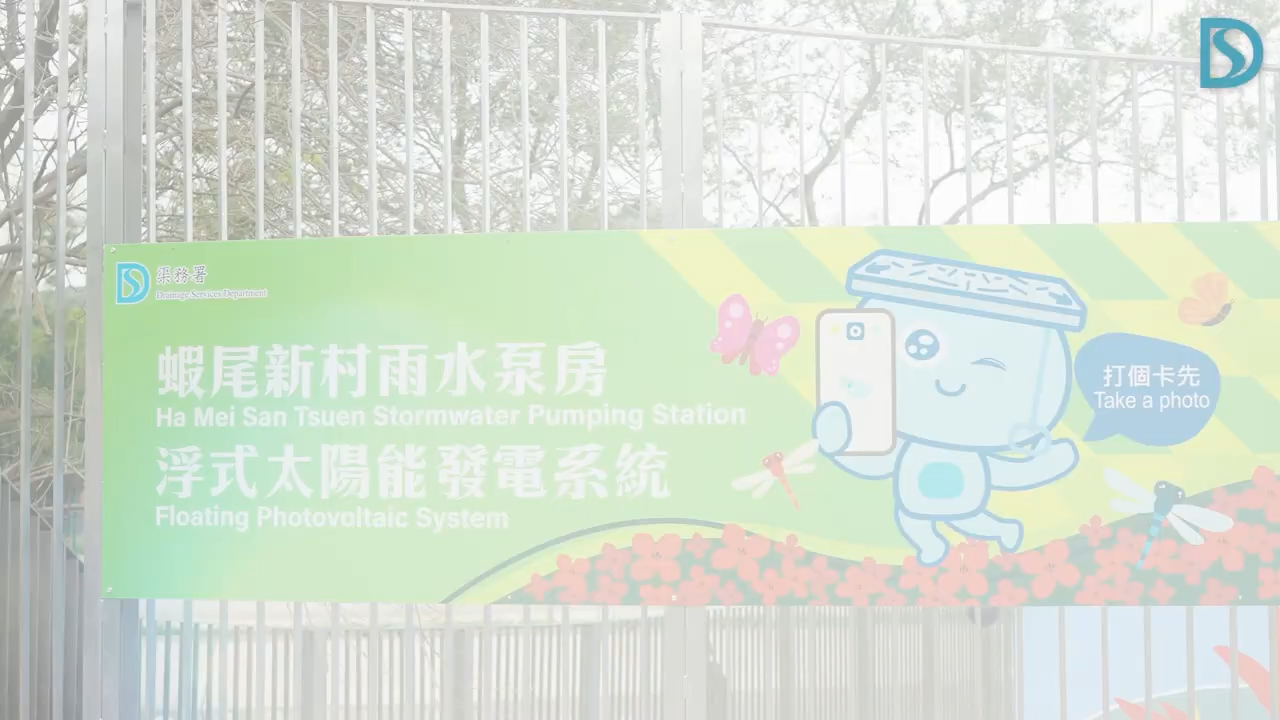 渠務署
Drainage Services Department
蝦尾新村雨水泵房
Ha Mei San Tsuen Stormwater Pumping Station
浮式太陽能發電系統
Floating Photovoltaic System
打個卡先
Take a photo